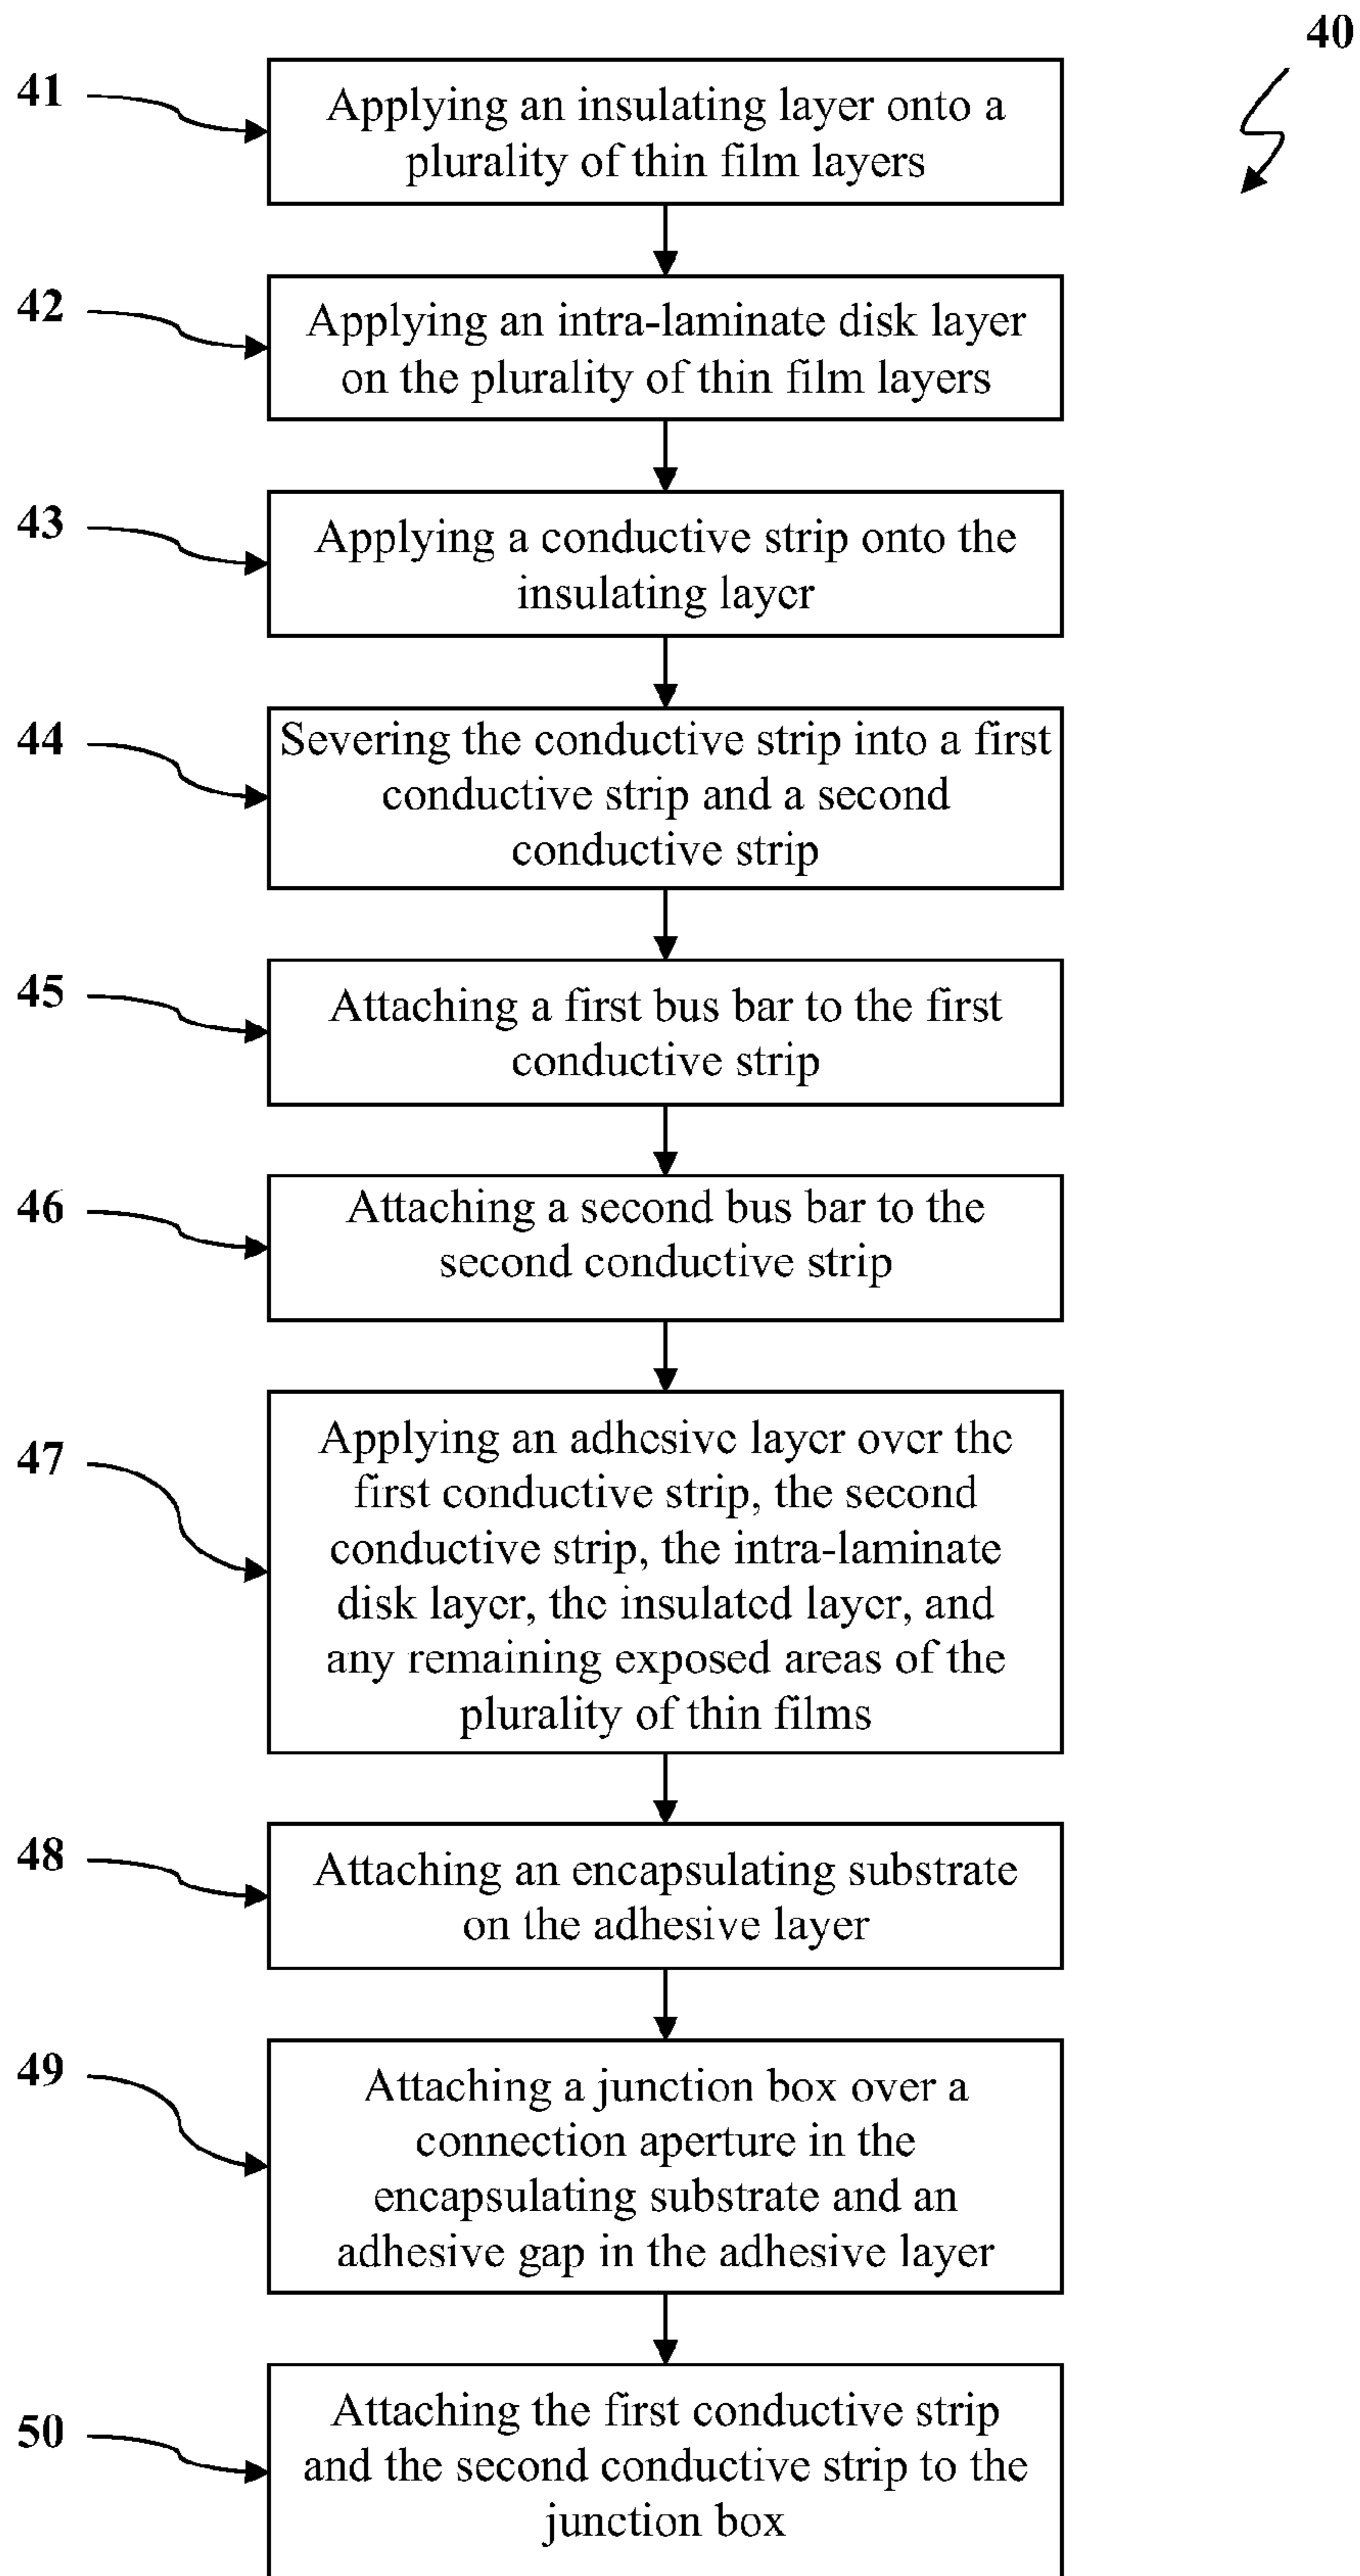 40
41
Applying an insulating layer onto a
plurality of thin film layers
42
Applying an intra-laminate disk layer
on the plurality of thin film layers
43
Applying a conductive strip onto the
insulating layer
44
Severing the conductive strip into a first
conductive strip and a second
conductive strip
45
Attaching a first bus bar to the first
conductive strip
46
Attaching a second bus bar to the
second conductive strip
47
Applying an adhesive layer over the
first conductive strip, the second
conductive strip, the intra-laminate
disk layer, the insulated layer, and
any remaining exposed areas of the
plurality of thin films
48
Attaching an encapsulating substrate
on the adhesive layer
49
Attaching a junction box over a
connection aperture in the
encapsulating substrate and an
adhesive gap in the adhesive layer
50
Attaching the first conductive strip
and the second conductive strip to the
junction box